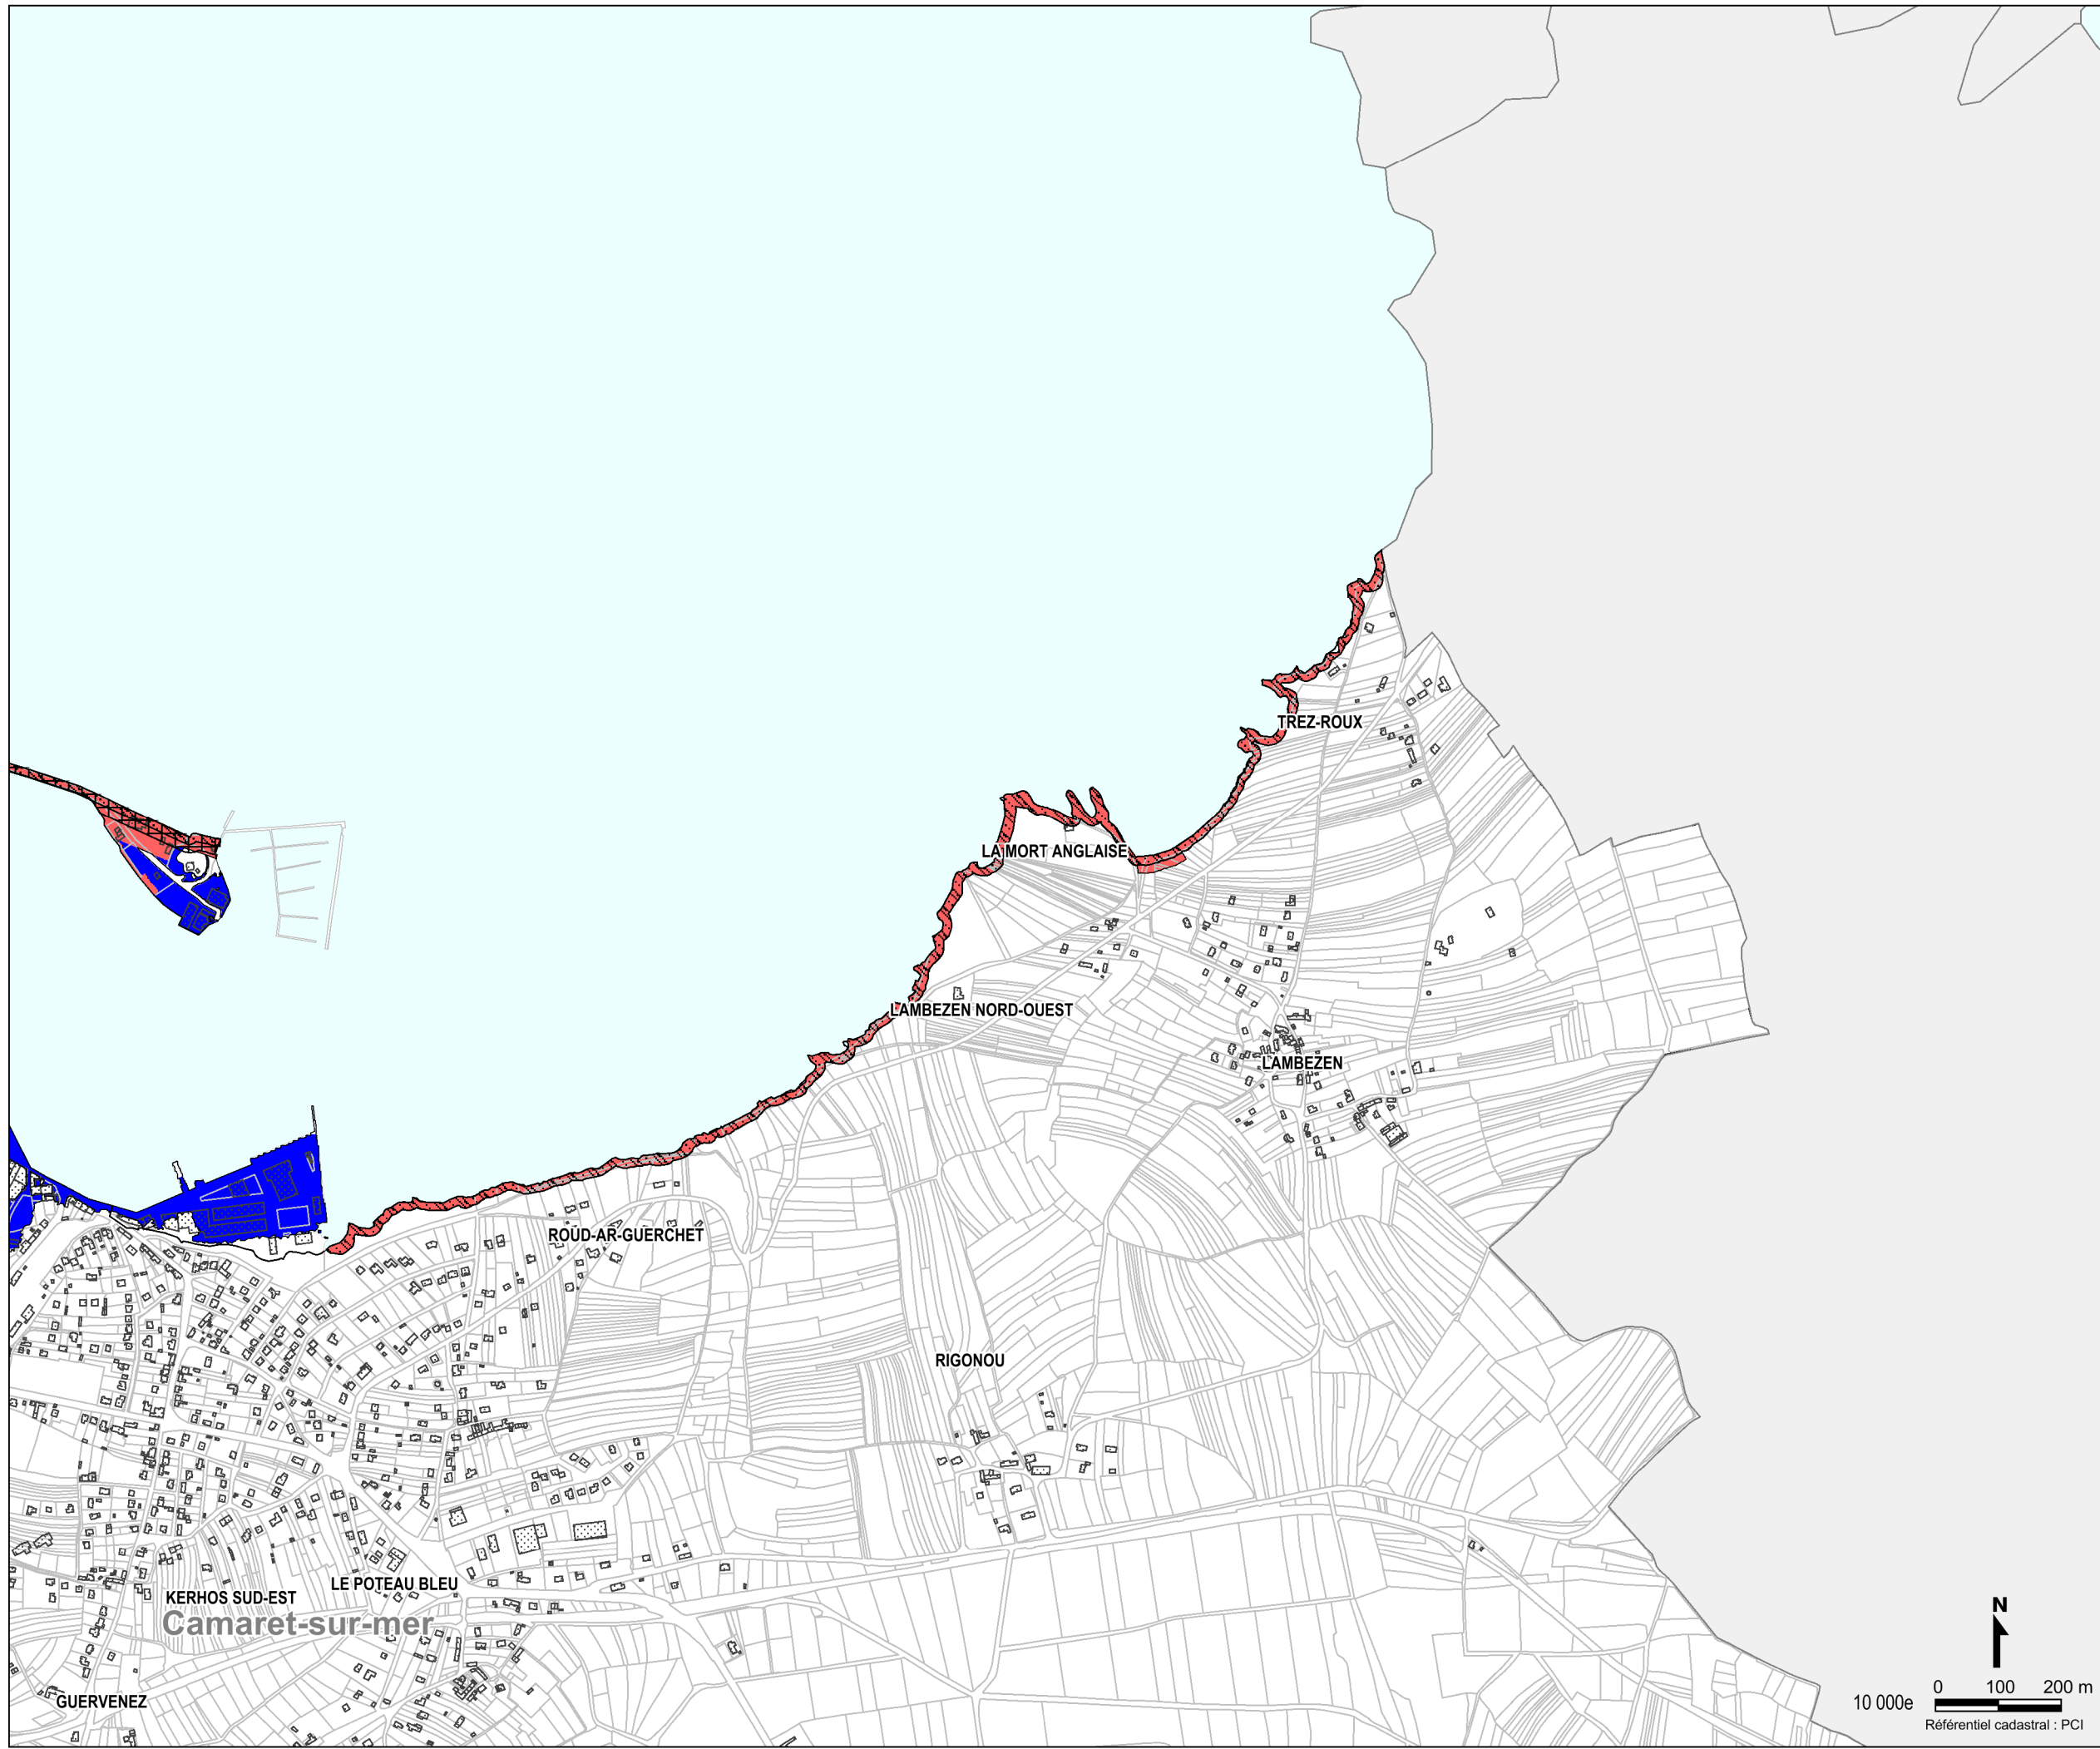 TREZ-ROUX
LA MORT ANGLAISE
LAMBEZEN NORD-OUEST
LAMBEZEN
ROUD-AR-GUERCHET
RIGONOU
LE POTEAU BLEU
KERHOS SUD-EST
Camaret-sur-mer
GUERVENEZ
N
0 100 200 m
10 000e
Référentiel cadastral : PCI